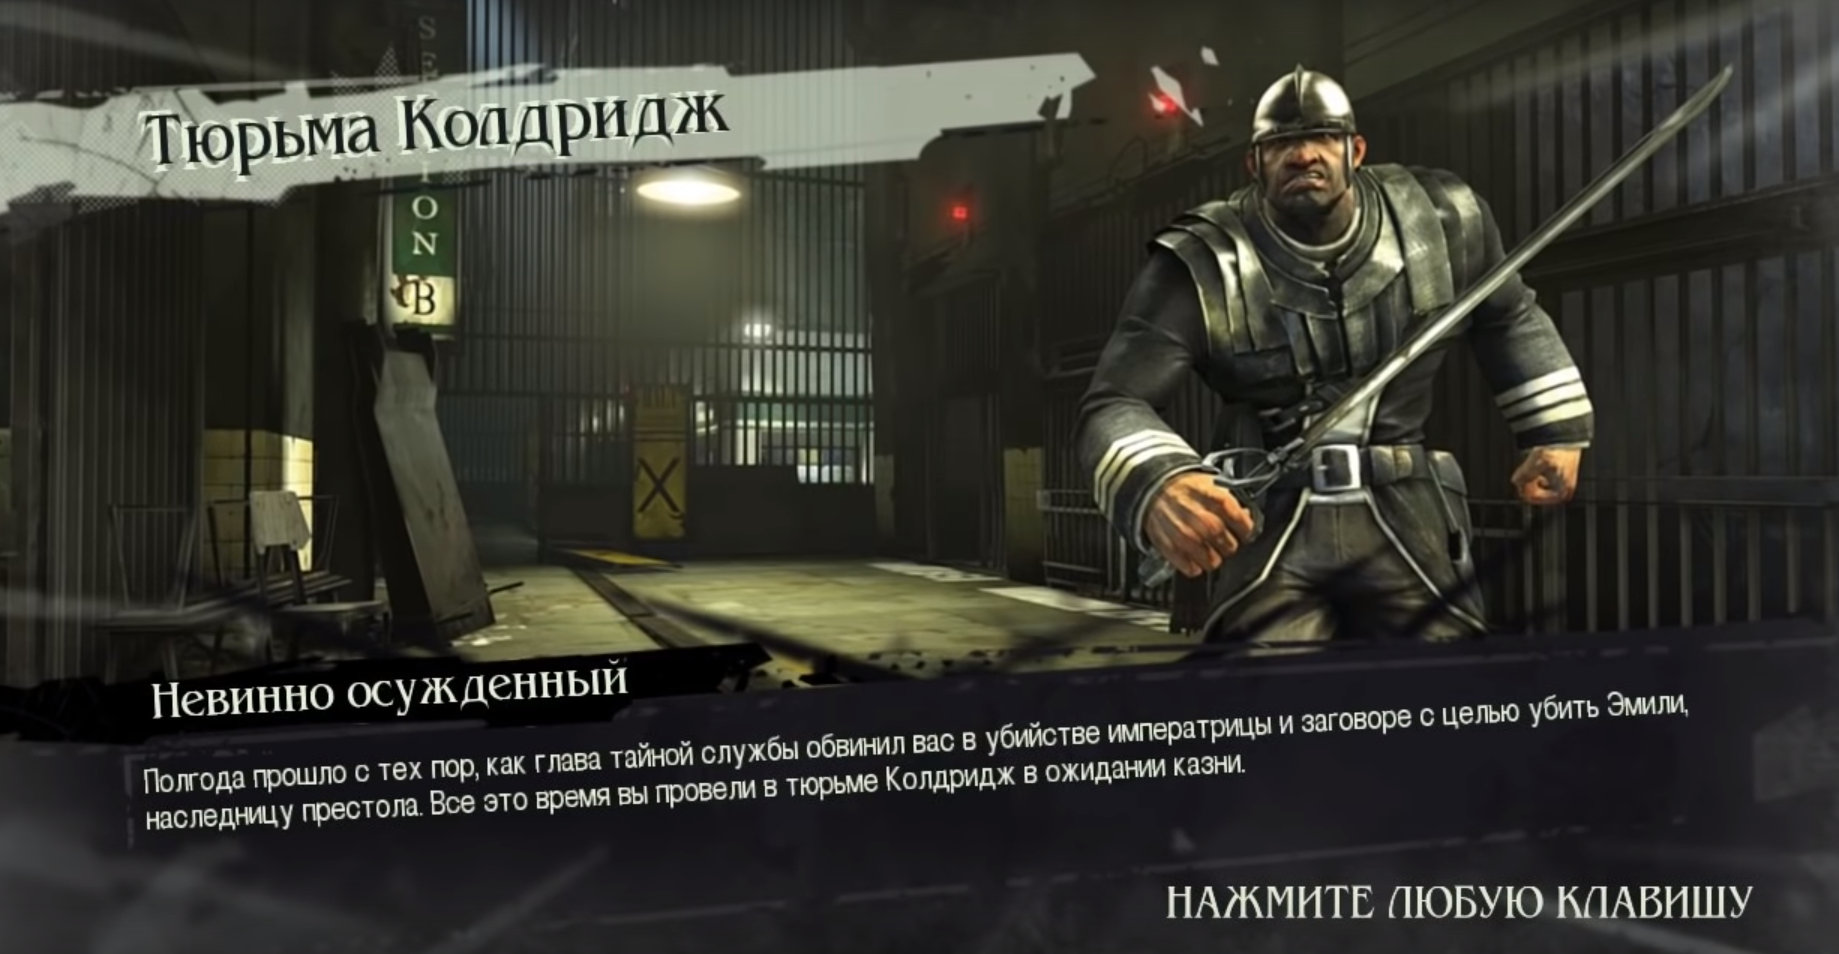 Тюрьма Колдридж
S
ON
B
Невинно осужденный
Полгода прошло с тех пор, как глава тайной службы обвинил вас в убийстве императрицы и заговоре с целью убить Эмили,
наследницу престола. Все это время вы провели в тюрьме Колдридж в ожидании казни.
НАЖМИТЕ ЛЮБУЮ КЛАВИШУ